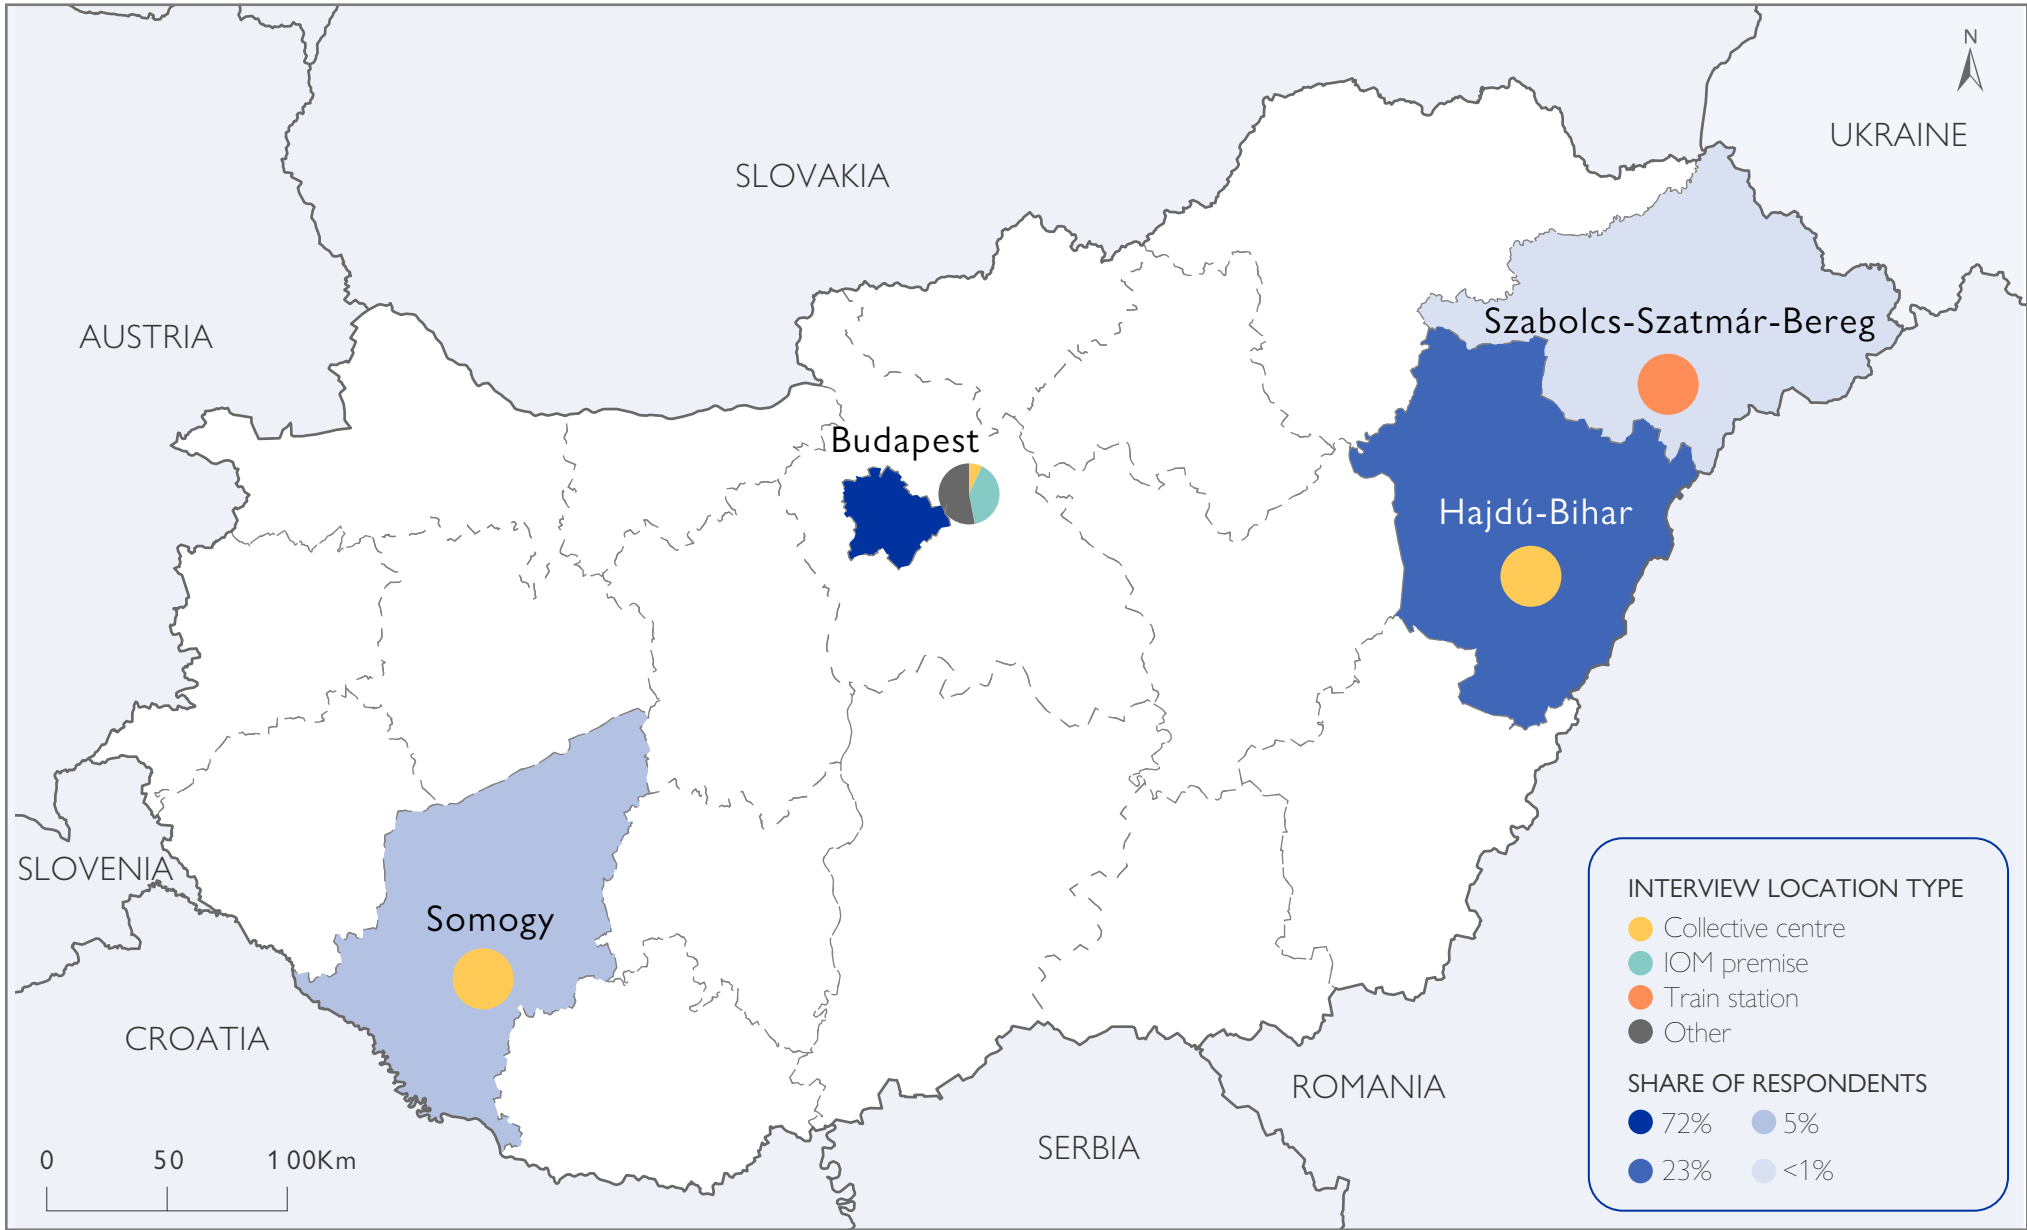 N
UKRAINE
SLOVAKIA
AUSTRIA
Szabolcs-Szatmár-Bereg
Budapest
Hajdú-Bihar
SLOVENIA
Somogy
CROATIA
ROMANIA
SERBIA
0 50 100Km
INTERVIEW LOCATION TYPE
Collective centre
IOM premise
Train station
Other
SHARE OF RESPONDENTS
72% 5%
23% <1%